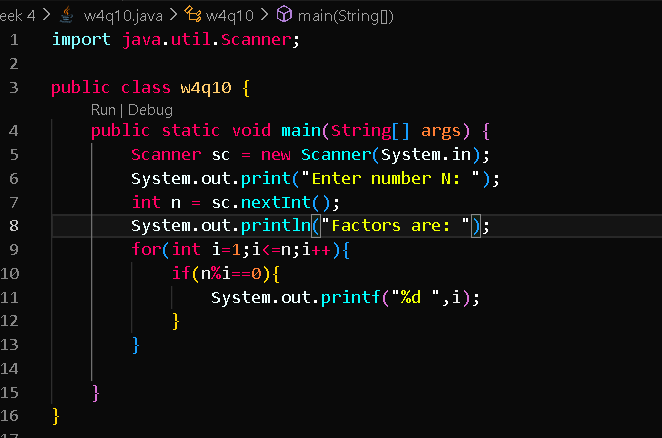 eek 4 > w4q10.java > w4q10 > main(String[])
1 import java.util.Scanner;
2
3 public class w4q10 {
Run | Debug
4 public static void main(String[] args) {
5 Scanner sc = new Scanner(System.in);
6 System.out.print("Enter number N: ");
7 int n = sc.nextInt();
8 System.out.println("Factors are: ");
9 for(int i=1;i<=n;i++){
10 if(n%i==0){
11 System.out.printf("%d ",i);
12 }
13 }
14
15 }
16 }
17